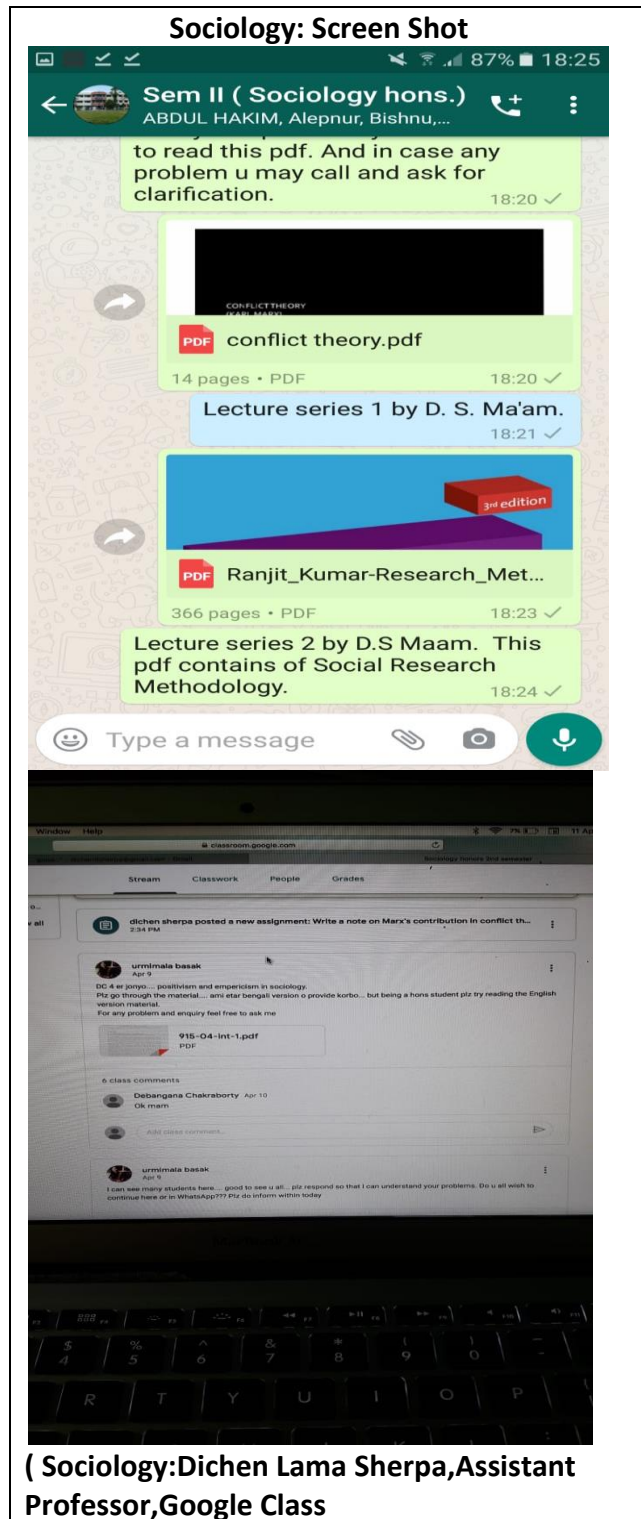 Sociology: Screen Shot
87% 18:25
Sem II ( Sociology hons.)
ABDUL HAKIM, Alepnur, Bishnu,...
to read this pdf. And in case any
problem u may call and ask for
clarification.
18:20
CONFLICT THEORY
(KARL MARX)
PDF conflict theory.pdf
14 pages • PDF 18:20
Lecture series 1 by D. S. Ma'am.
18:21
3rd edition
PDF Ranjit_Kumar-Research_Met...
366 pages • PDF 18:23
Lecture series 2 by D.S Maam. This
pdf contains of Social Research
Methodology.
18:24
Type a message
Window Help 7% 11 Ap
classroom.google.com
Sociology honors 2nd semester
Stream Classwork People Grades
dichen sherpa posted a new assignment: Write a note on Marx's contribution in conflict th...
2:34 PM
v all
urmimala basak
Apr 9
DC 4 er jonyo.... positivism and empericism in sociology.
Plz go through the material.... ami etar bengali version o provide korbo... but being a hons student plz try reading the English
version material.
For any problem and enquiry feel free to ask me
915-04-int-1.pdf
PDF
6 class comments
Debangana Chakraborty Apr 10
Ok mam
Add class comment...
urmimala basak
Apr 9
I can see many students here.... good to see u all... plz respond so that I can understand your problems. Do u all wish to
continue here or in WhatsApp??? Plz do inform within today
$ % ^ & * ( )
4 5 6 7 8 9 0
R T Y U I O P
( Sociology:Dichen Lama Sherpa,Assistant
Professor,Google Class